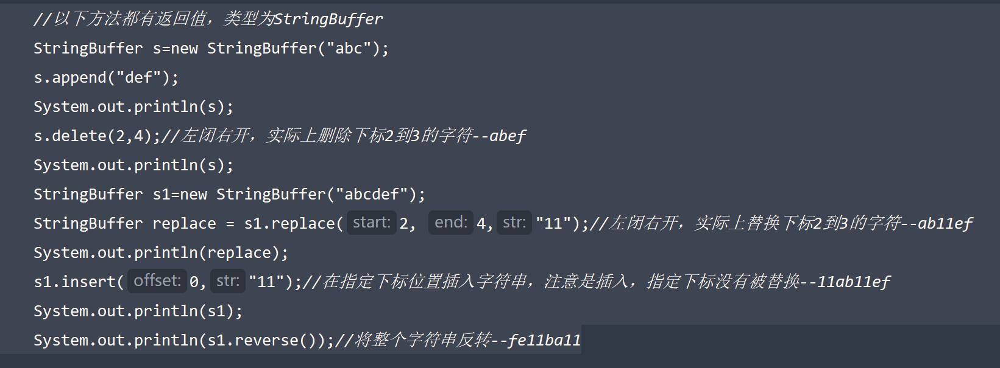 //以下方法都有返回值，类型为StringBuffer
StringBuffer s=new StringBuffer("abc");
s.append("def");
System.out.println(s);
s.delete(2,4);//左闭右开，实际上删除下标2到3的字符--abef
System.out.println(s);
StringBuffer s1=new StringBuffer("abcdef");
StringBuffer replace = s1.replace( start: 2, end: 4, str: "11");//左闭右开，实际上替换下标2到3的字符--ab11ef
System.out.println(replace);
s1.insert( offset: 0, str: "11");//在指定下标位置插入字符串，注意是插入，指定下标没有被替换--11ab11ef
System.out.println(s1);
System.out.println(s1.reverse());//将整个字符串反转--fe11ba11